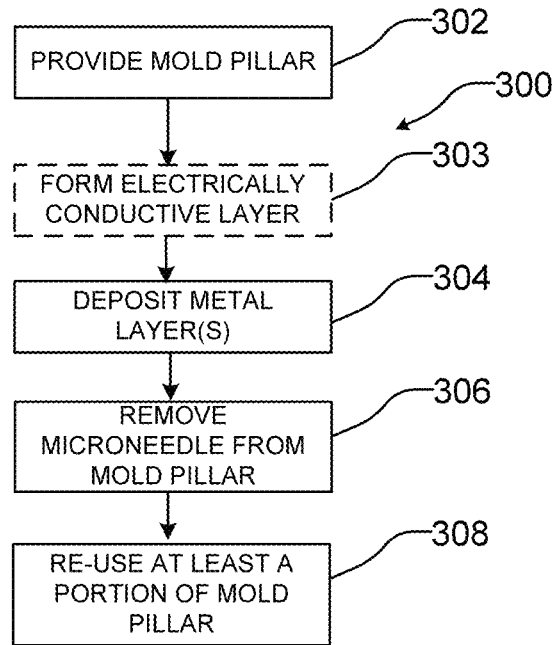 302
PROVIDE MOLD PILLAR
300
303
FORM ELECTRICALLY
CONDUCTIVE LAYER
304
DEPOSIT METAL
LAYER(S)
306
REMOVE
MICRONEEDLE FROM
MOLD PILLAR
308
RE-USE AT LEAST A
PORTION OF MOLD
PILLAR